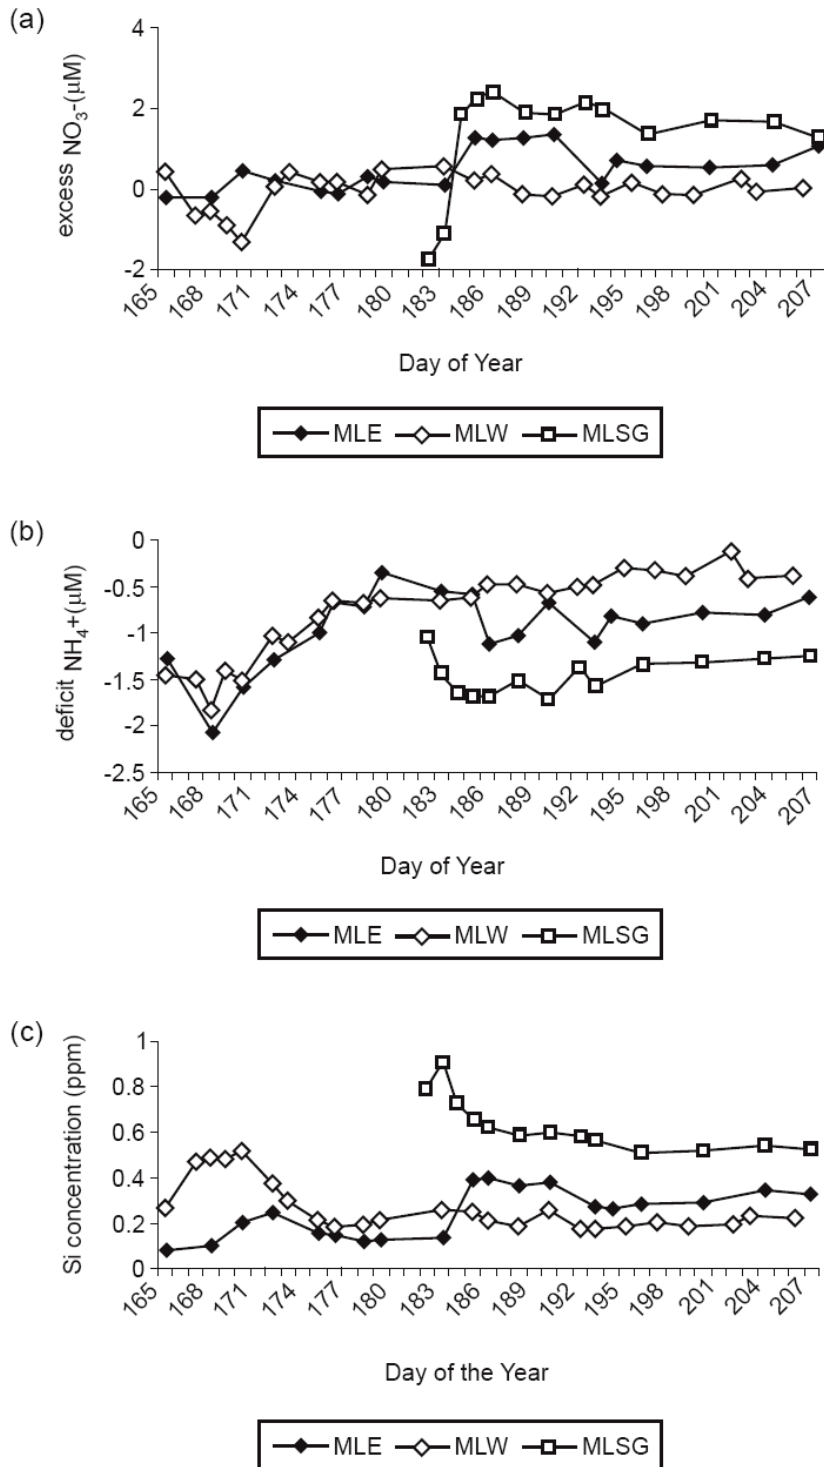 (a)
excess NO3-(μM)
4
2
0
-2
165 168 171 174 177 180 183 186 189 192 195 198 201 204 207
Day of Year
MLE MLW MLSG
(b)
deficit NH4+(μM)
0
-0.5
-1
-1.5
-2
-2.5
165 168 171 174 177 180 183 186 189 192 195 198 201 204 207
Day of Year
MLE MLW MLSG
(c)
Si concentration (ppm)
1
0.8
0.6
0.4
0.2
0
165 168 171 174 177 180 183 186 189 192 195 198 201 204 207
Day of the Year
MLE MLW MLSG